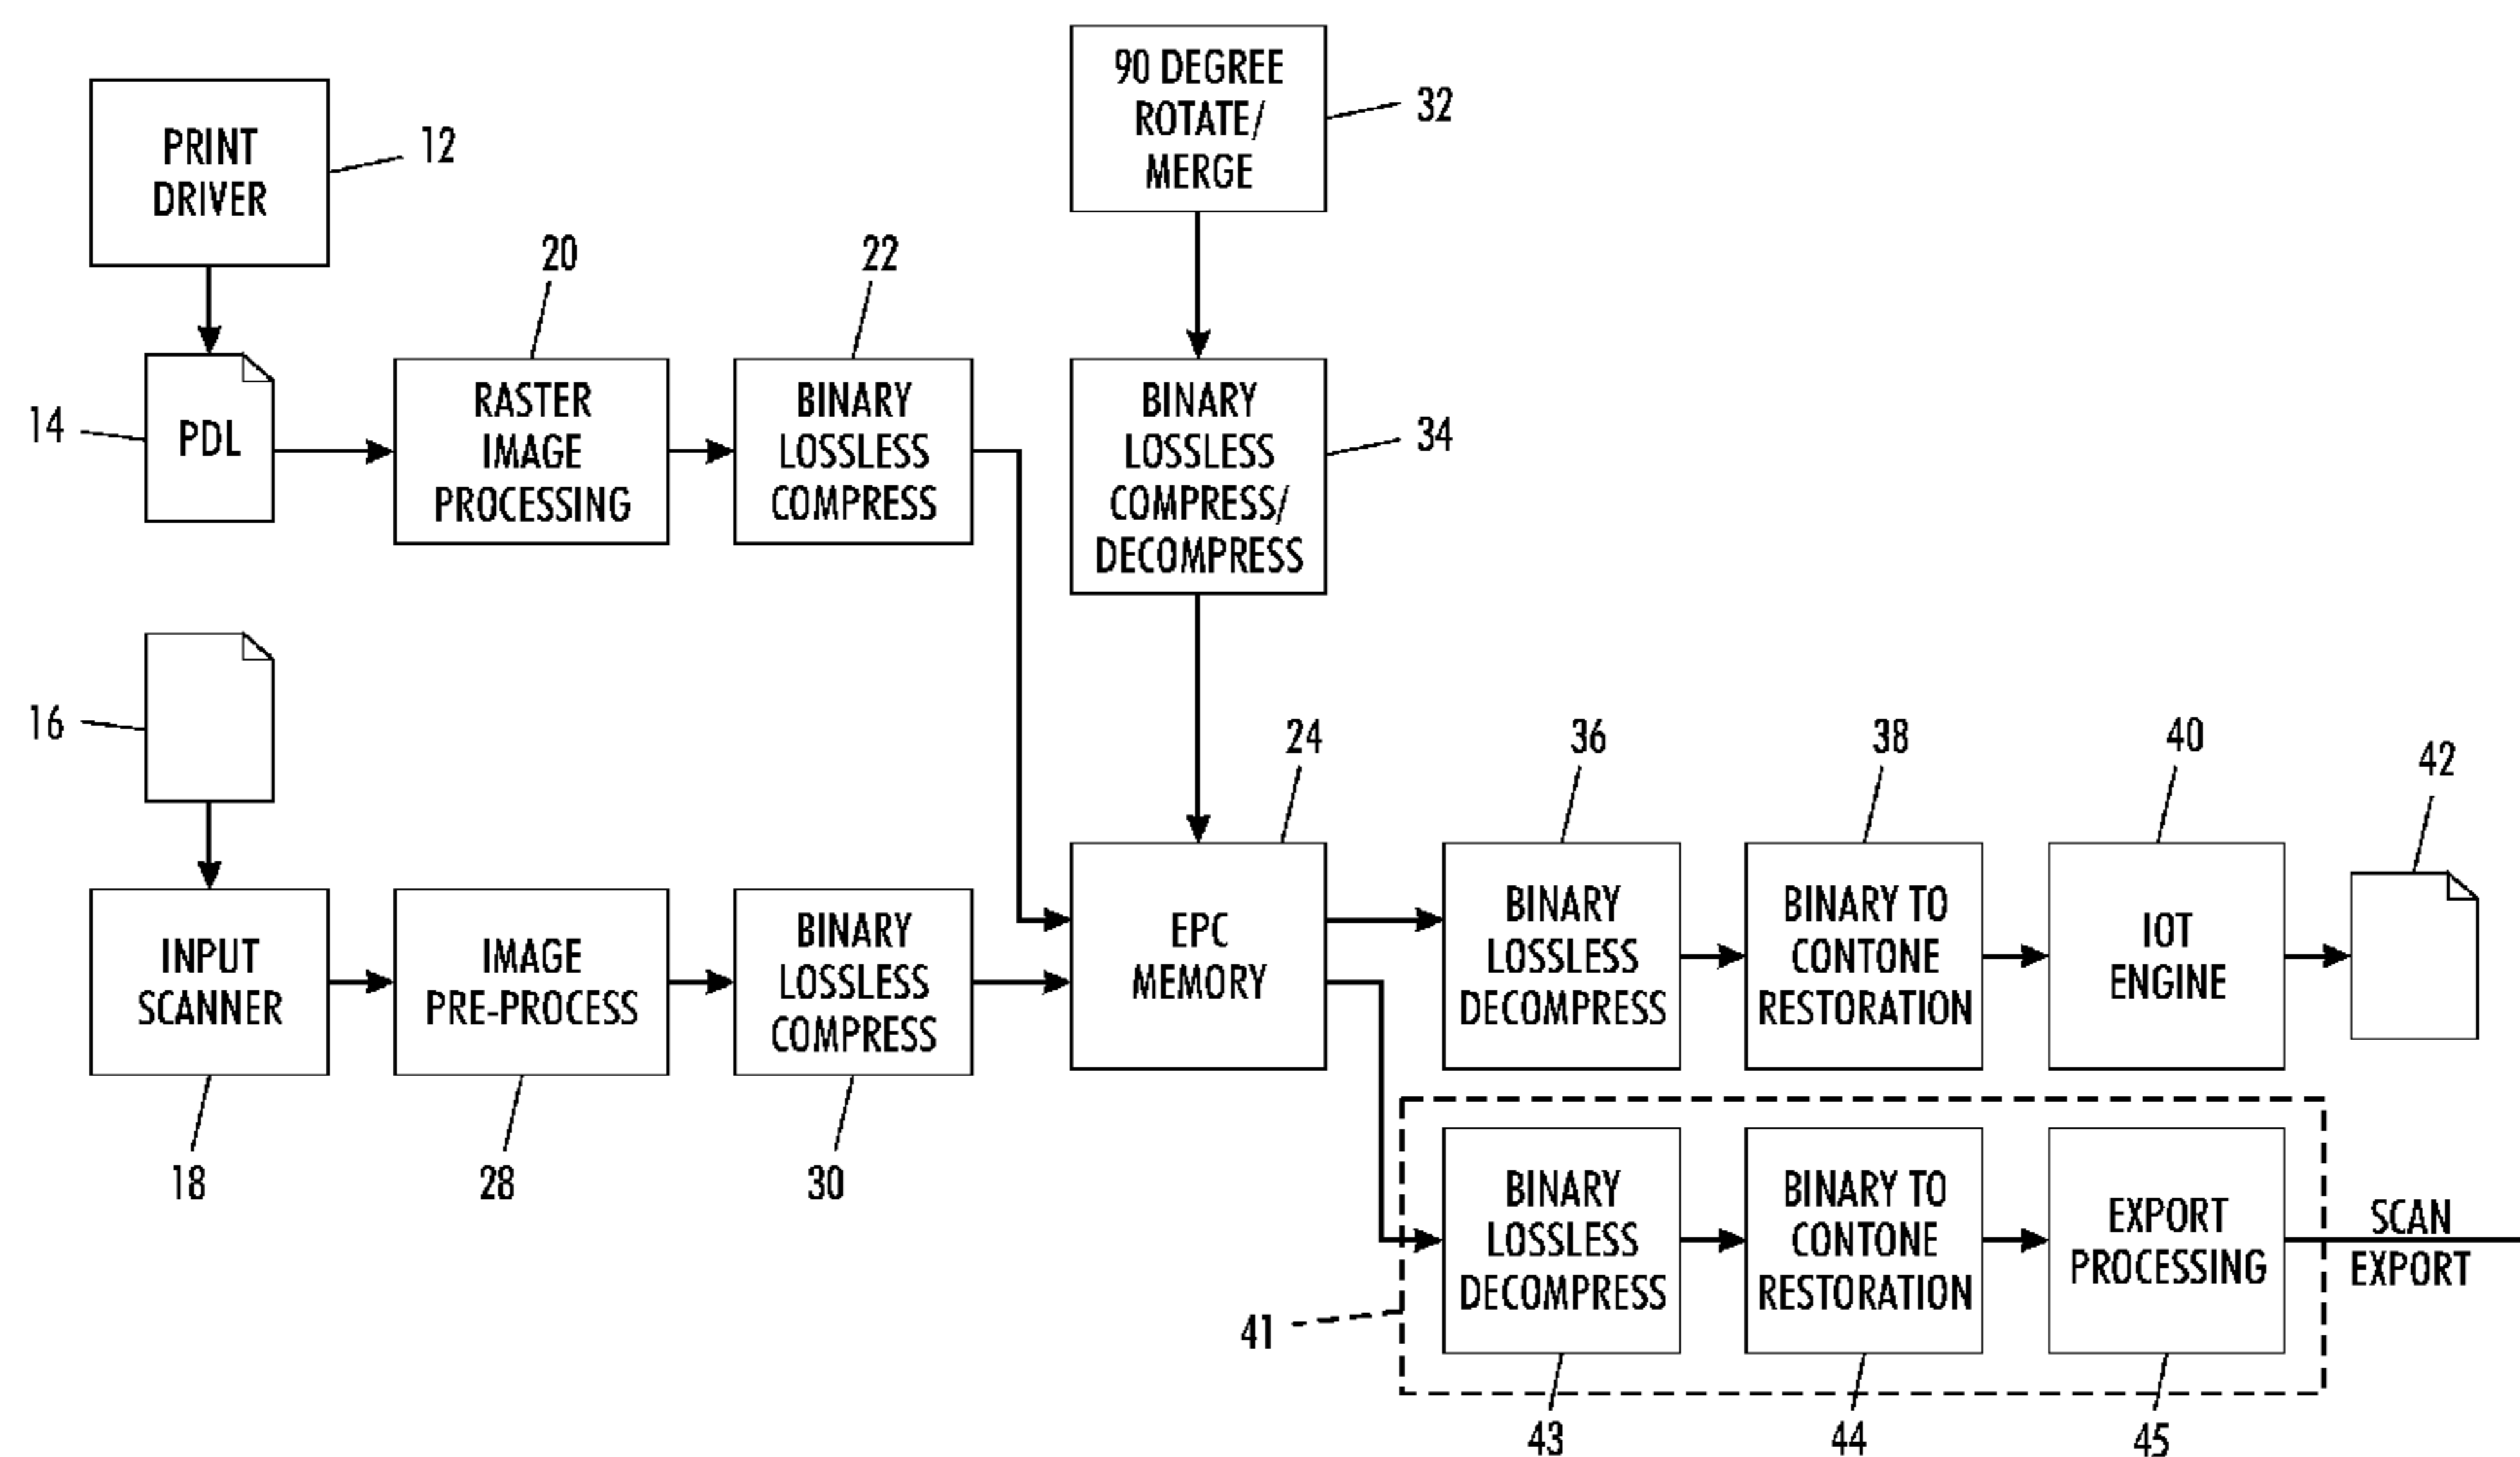 90 DEGREE
ROTATE/
MERGE
32
PRINT
DRIVER
12
20
22
14
PDL
RASTER
IMAGE
PROCESSING
BINARY
LOSSLESS
COMPRESS
BINARY
LOSSLESS
COMPRESS/
DECOMPRESS
34
16
24
36
38
40
42
INPUT
SCANNER
IMAGE
PRE-PROCESS
BINARY
LOSSLESS
COMPRESS
EPC
MEMORY
BINARY
LOSSLESS
DECOMPRESS
BINARY TO
CONTONE
RESTORATION
IOT
ENGINE
18
28
30
41
BINARY
LOSSLESS
DECOMPRESS
BINARY TO
CONTONE
RESTORATION
EXPORT
PROCESSING
SCAN
EXPORT
43
44
45